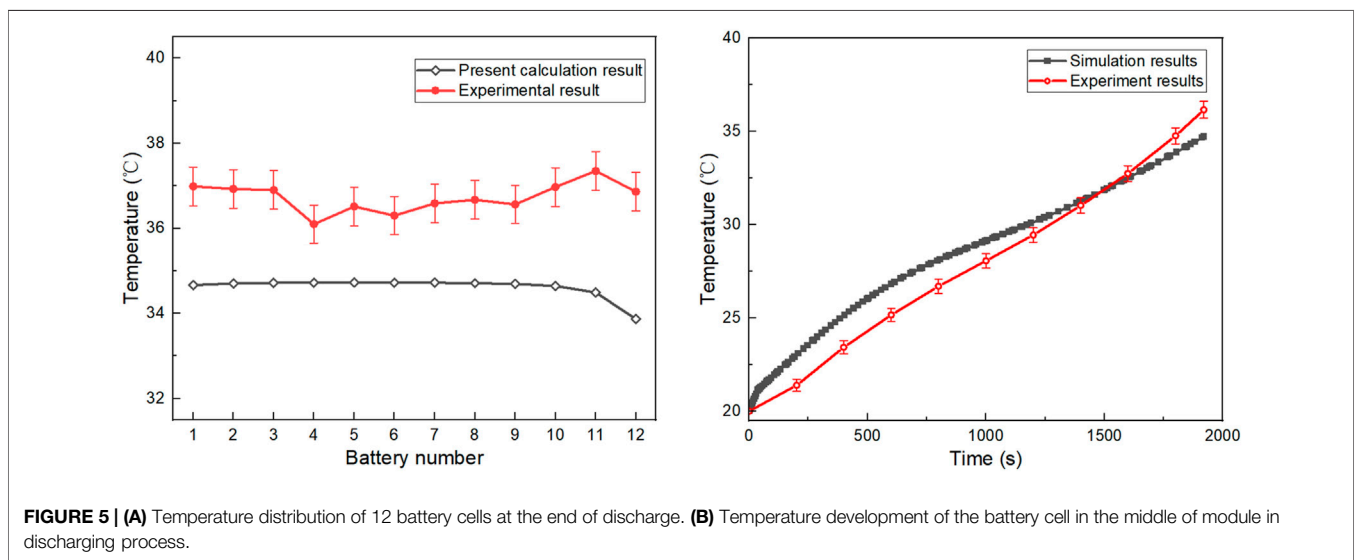 40
38
36
34
32
Temperature (℃)
Present calculation result
Experimental result
1 2 3 4 5 6 7 8 9 10 11 12
Battery number
40
35
30
25
20
Temperature (℃)
Simulation results
Experiment results
0 500 1000 1500 2000
Time (s)
FIGURE 5 | (A) Temperature distribution of 12 battery cells at the end of discharge. (B) Temperature development of the battery cell in the middle of module in
discharging process.